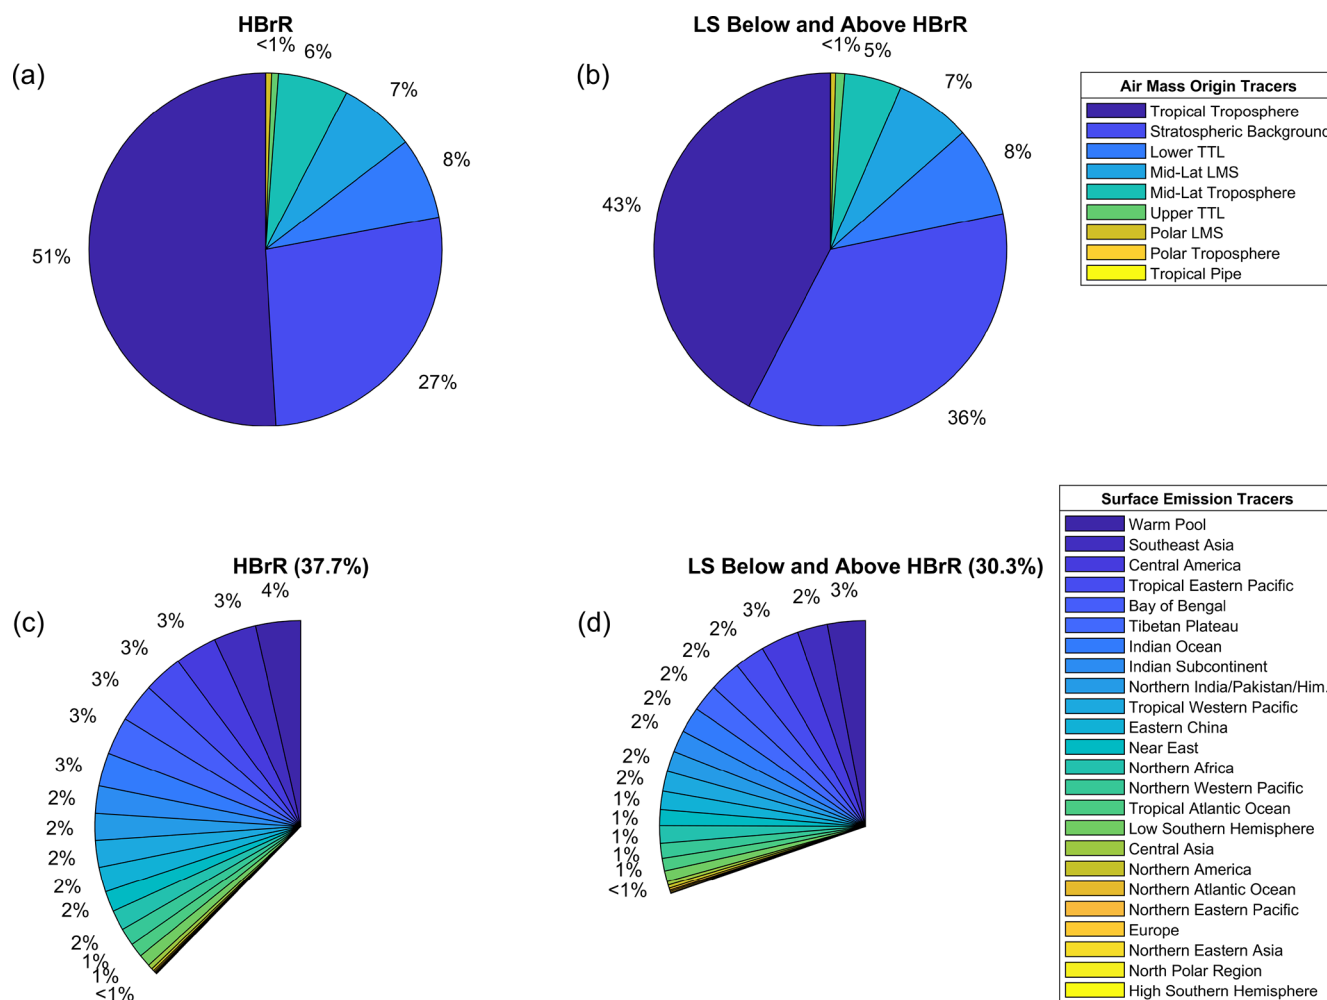 HBrR
LS Below and Above HBrR
(a)
<1%
6%
7%
8%
27%
51%
(b)
<1%
5%
7%
8%
36%
43%
Air Mass Origin Tracers
Tropical Troposphere
Stratospheric Background
Lower TTL
Mid-Lat LMS
Mid-Lat Troposphere
Upper TTL
Polar LMS
Polar Troposphere
Tropical Pipe
HBrR (37.7%)
(c)
4%
3%
3%
3%
3%
3%
3%
2%
2%
2%
2%
2%
2%
1%
1%
<1%
LS Below and Above HBrR (30.3%)
(d)
3%
2%
3%
2%
2%
2%
2%
2%
2%
2%
1%
1%
1%
1%
1%
<1%
Surface Emission Tracers
Warm Pool
Southeast Asia
Central America
Tropical Eastern Pacific
Bay of Bengal
Tibetan Plateau
Indian Ocean
Indian Subcontinent
Northern India/Pakistan/Him.
Tropical Western Pacific
Eastern China
Near East
Northern Africa
Northern Western Pacific
Tropical Atlantic Ocean
Low Southern Hemisphere
Central Asia
Northern America
Northern Atlantic Ocean
Northern Eastern Pacific
Europe
Northern Eastern Asia
North Polar Region
High Southern Hemisphere